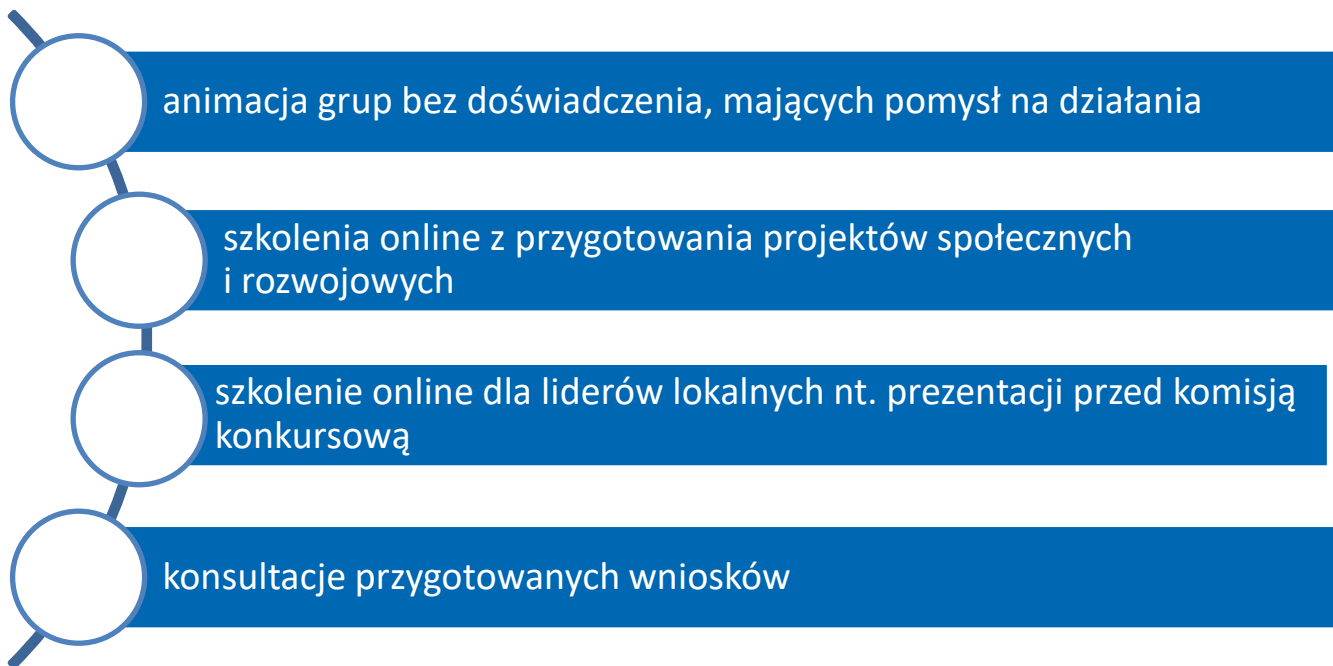 animacja grup bez doświadczenia, mających pomysł na działania
szkolenia online z przygotowania projektów społecznych
i rozwojowych
szkolenie online dla liderów lokalnych nt. prezentacji przed komisją
konkursową
konsultacje przygotowanych wniosków